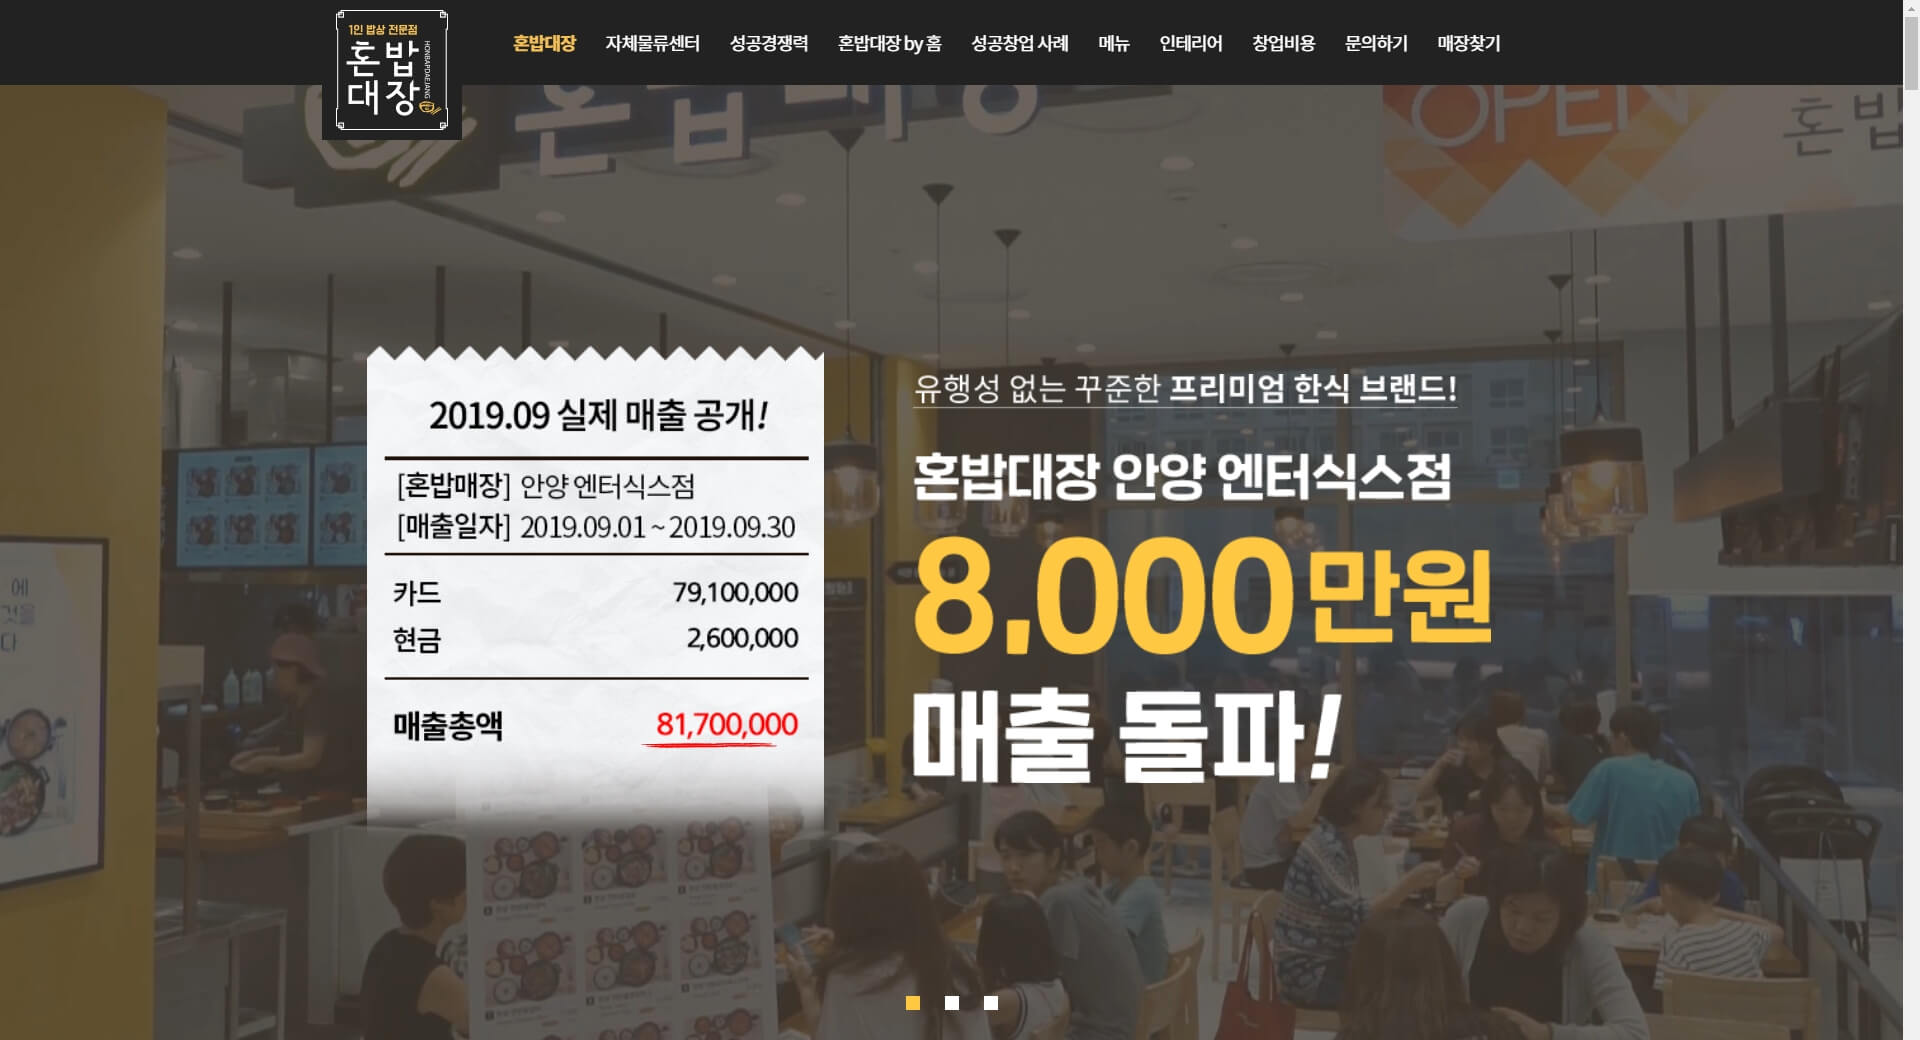 1인 밥상 전문점
혼밥
대장
HONBAPDAEJANG
혼밥대장 자체물류센터 성공경쟁력 혼밥대장 by 홈 성공창업 사례 메뉴 인테리어 창업비용 문의하기 매장찾기
혼밥대장
OPEN
혼밥
2019.09 실제 매출 공개!
[혼밥매장] 안양 엔터식스점
[매출일자] 2019.09.01 ~ 2019.09.30
카드 79,100,000
현금 2,600,000
매출총액 81,700,000
유행성 없는 꾸준한 프리미엄 한식 브랜드!
혼밥대장 안양 엔터식스점
8,000만원
매출 돌파!
에
것을
다